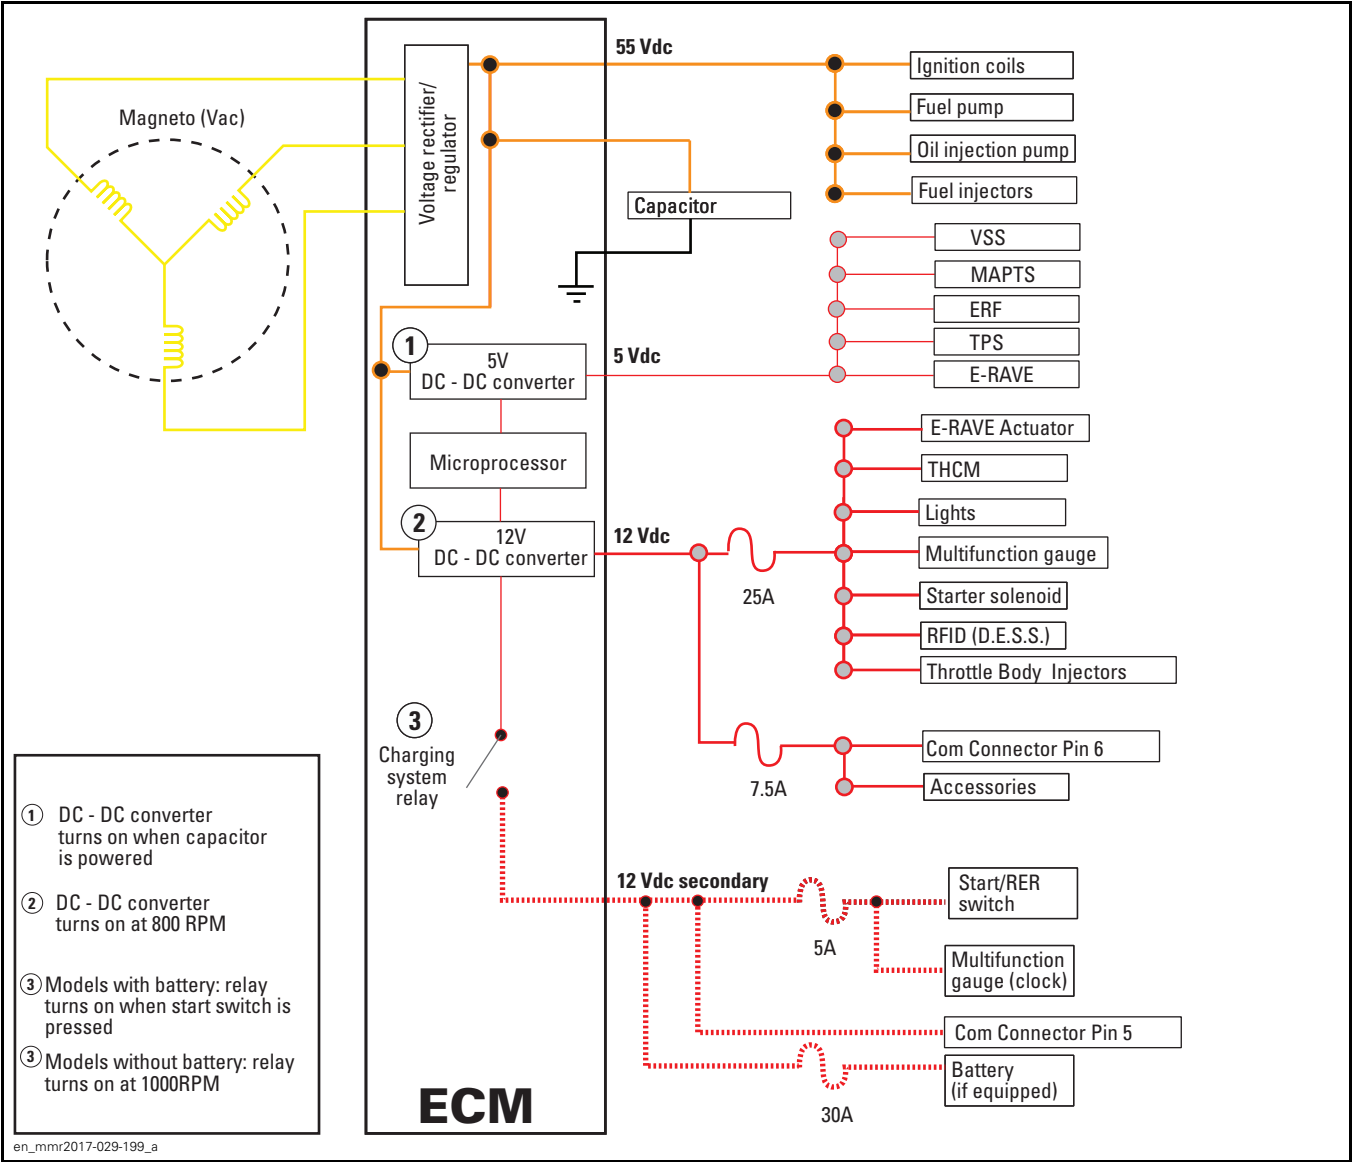 55 Vdc
Ignition coils
Fuel pump
Oil injection pump
Fuel injectors
Magneto (Vac)
Voltage rectifier/
regulator
Capacitor
VSS
MAPTS
ERF
TPS
E-RAVE
1
5V
DC - DC converter
5 Vdc
Microprocessor
2
12V
DC - DC converter
12 Vdc
25A
E-RAVE Actuator
THCM
Lights
Multifunction gauge
Starter solenoid
RFID (D.E.S.S.)
Throttle Body Injectors
7.5A
Com Connector Pin 6
Accessories
3
Charging
system
relay
12 Vdc secondary
5A
Start/RER
switch
Multifunction
gauge (clock)
Com Connector Pin 5
30A
Battery
(if equipped)
1 DC - DC converter
turns on when capacitor
is powered
2 DC - DC converter
turns on at 800 RPM
3 Models with battery: relay
turns on when start switch is
pressed
3 Models without battery: relay
turns on at 1000RPM
ECM
en_mmr2017-029-199_a